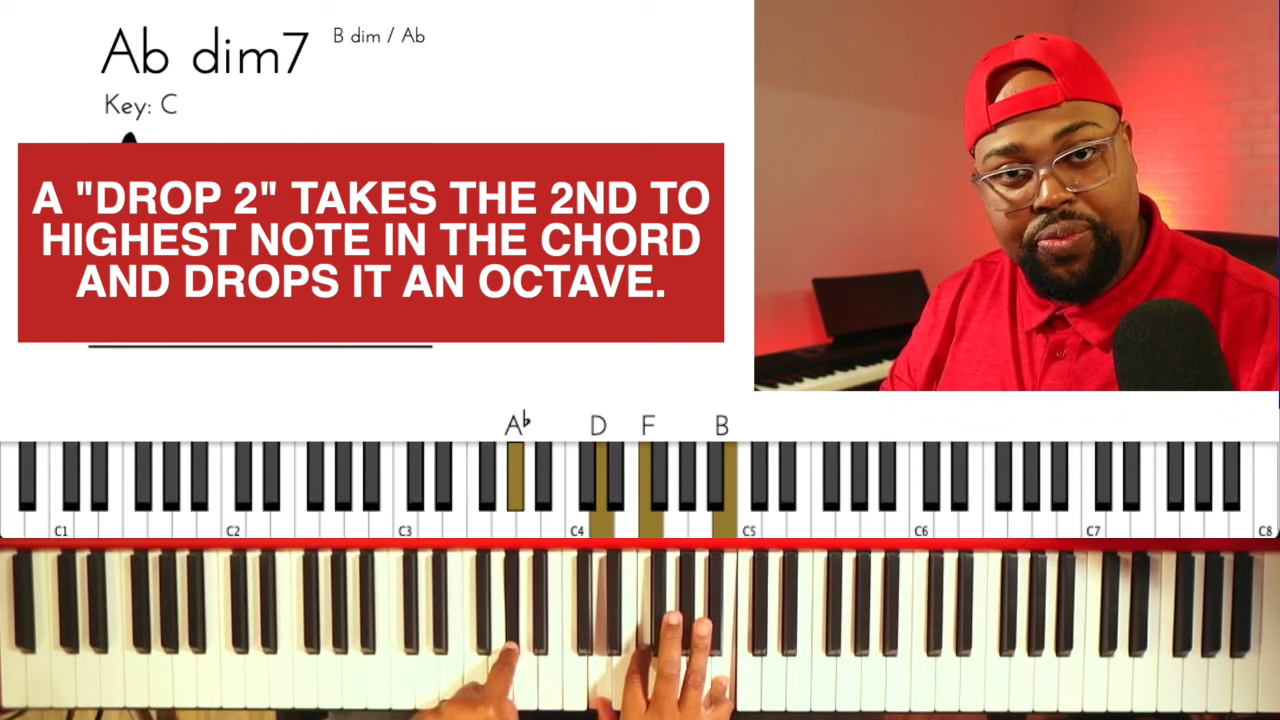 Ab dim7
B dim / Ab
Key: C
A "DROP 2" TAKES THE 2ND TO
HIGHEST NOTE IN THE CHORD
AND DROPS IT AN OCTAVE.
A♭ D F B
C1 C2 C3 C4 C5 C6 C7 C8